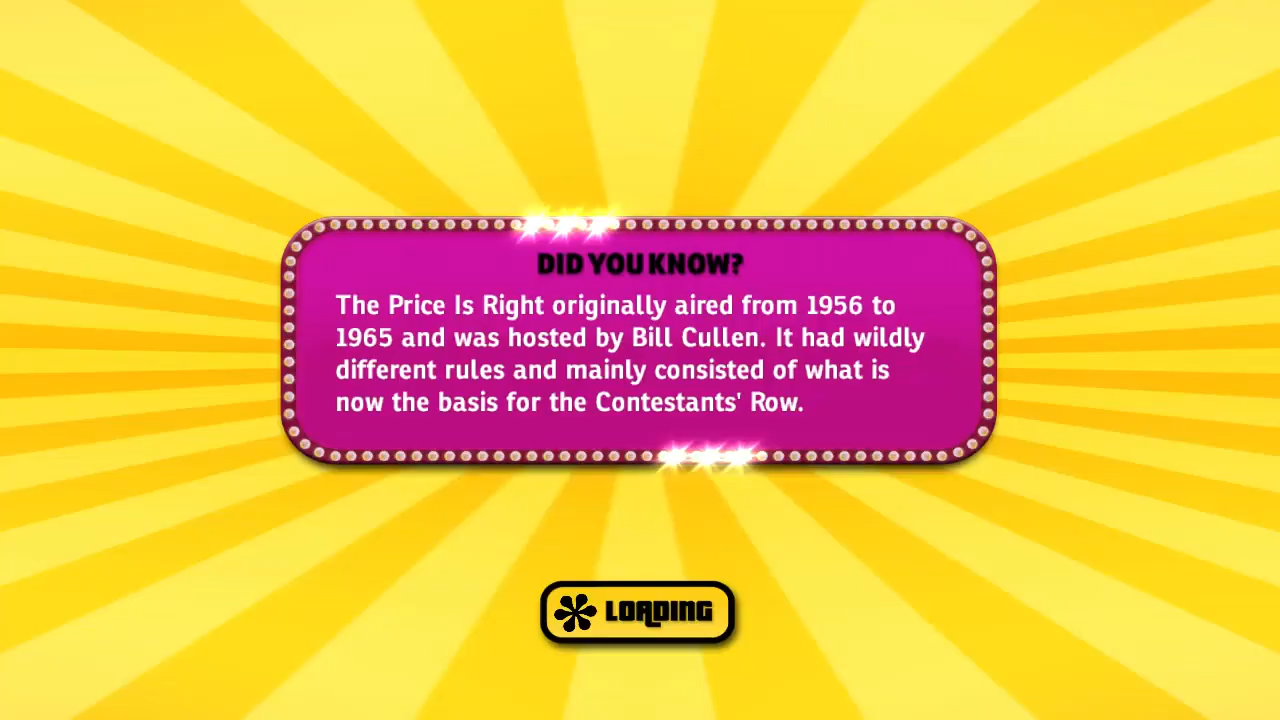 DID YOU KNOW?
The Price Is Right originally aired from 1956 to
1965 and was hosted by Bill Cullen. It had wildly
different rules and mainly consisted of what is
now the basis for the Contestants' Row.
LOADING